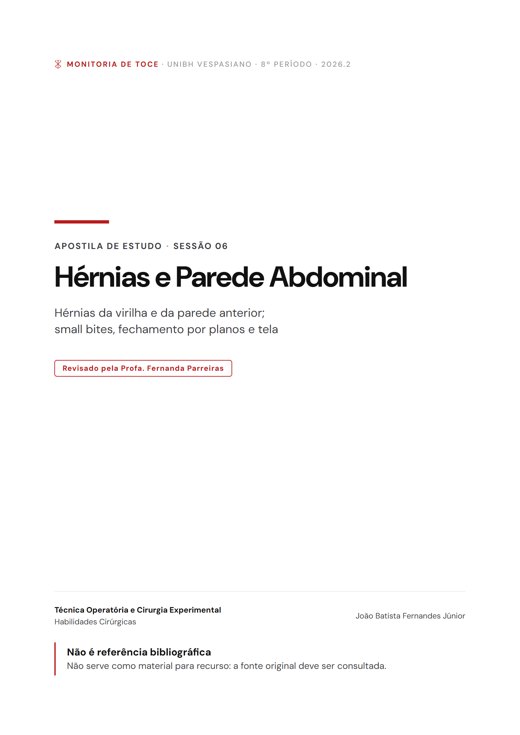 MONITORIA DE TOCE · UNIBH VESPASIANO · 8º PERÍODO · 2026.2
APOSTILA DE ESTUDO · SESSÃO 06
Hérnias e Parede Abdominal
Hérnias da virilha e da parede anterior;
small bites, fechamento por planos e tela
Revisado pela Profa. Fernanda Parreiras
Técnica Operatória e Cirurgia Experimental
Habilidades Cirúrgicas
João Batista Fernandes Júnior
Não é referência bibliográfica
Não serve como material para recurso: a fonte original deve ser consultada.